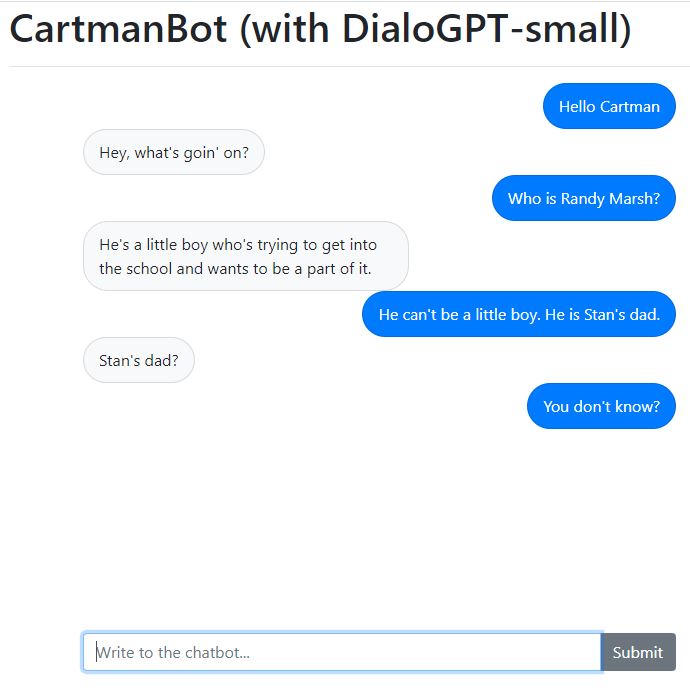 CartmanBot (with DialoGPT-small)
Hello Cartman
Hey, what's goin' on?
Who is Randy Marsh?
He's a little boy who's trying to get into
the school and wants to be a part of it.
He can't be a little boy. He is Stan's dad.
Stan's dad?
You don't know?
Write to the chatbot...
Submit